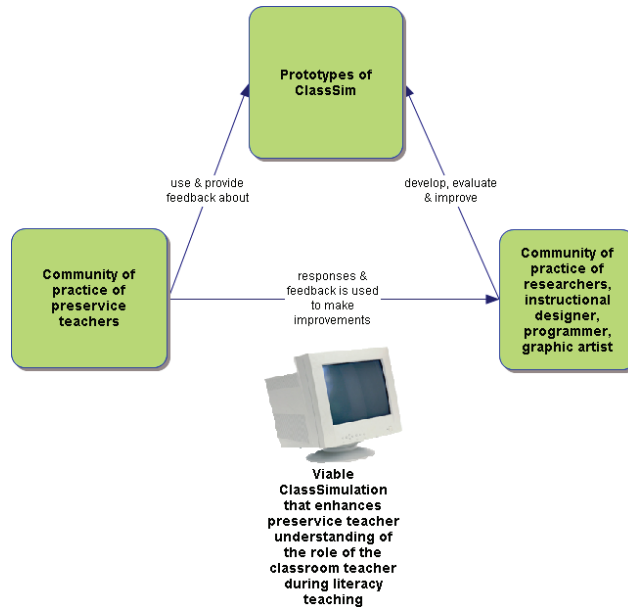 Prototypes of
ClassSim
use & provide
feedback about
develop, evaluate
& improve
Community of
practice of
preservice
teachers
responses &
feedback is used
to make
improvements
Community of
practice of
researchers,
instructional
designer,
programmer,
graphic artist
Viable
ClassSimulation
that enhances
preservice teacher
understanding of
the role of the
classroom teacher
during literacy
teaching